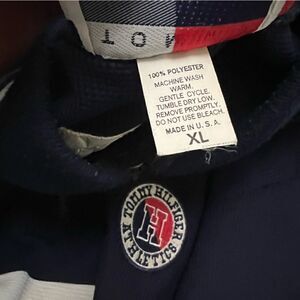 100% POLYESTER
MACHINE WASH
WARM.
GENTLE CYCLE.
TUMBLE DRY LOW.
REMOVE PROMPTLY.
DO NOT USE BLEACH.
MADE IN U.S.A.
XL
TOMMY HILFIGER
H
ATHLETICS